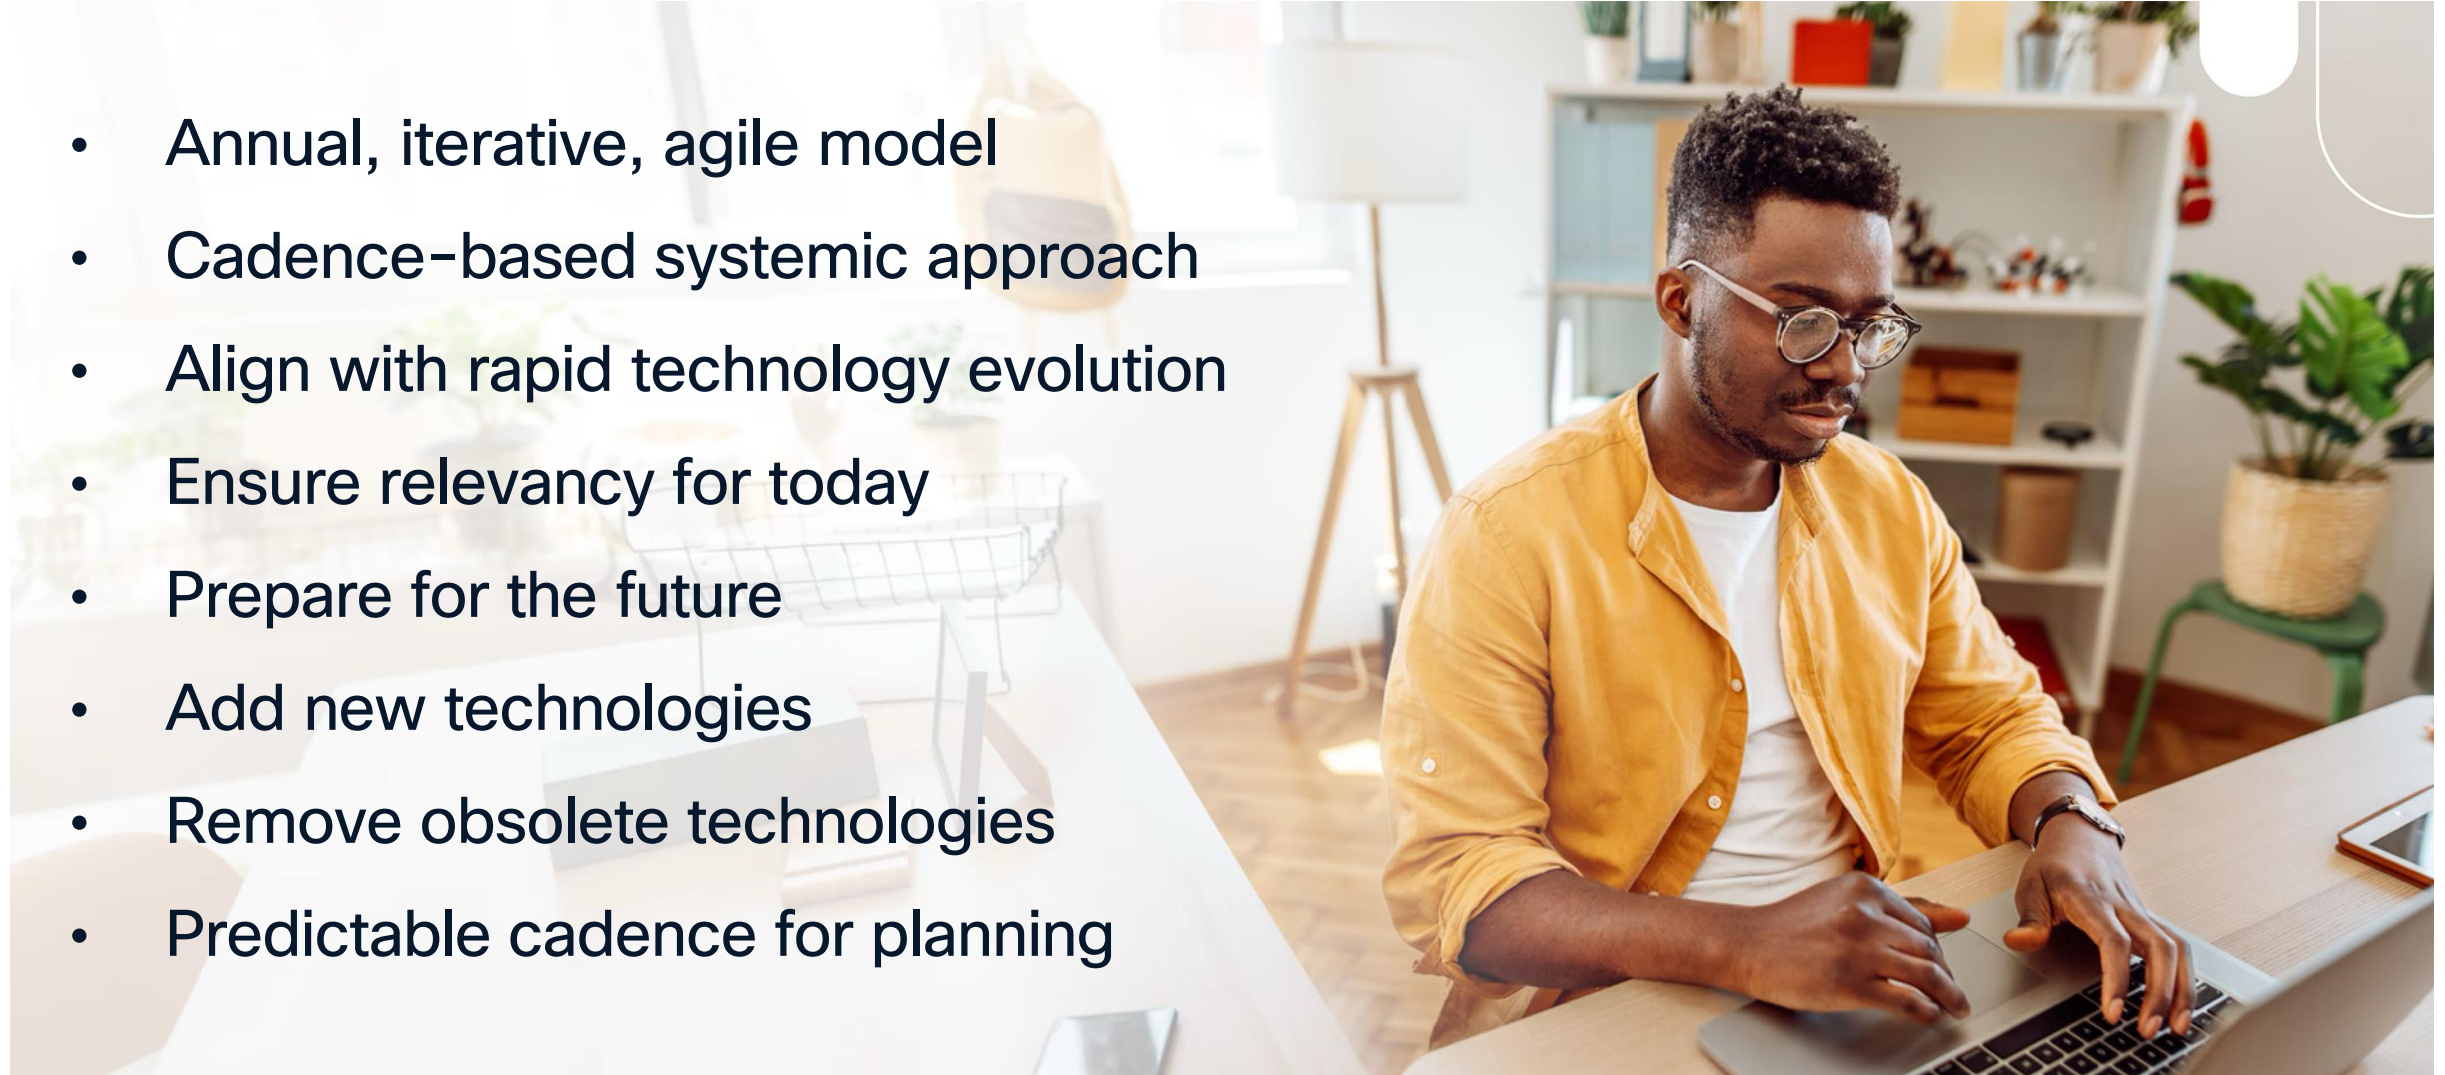 • Annual, iterative, agile model
• Cadence-based systemic approach
• Align with rapid technology evolution
• Ensure relevancy for today
• Prepare for the future
• Add new technologies
• Remove obsolete technologies
• Predictable cadence for planning